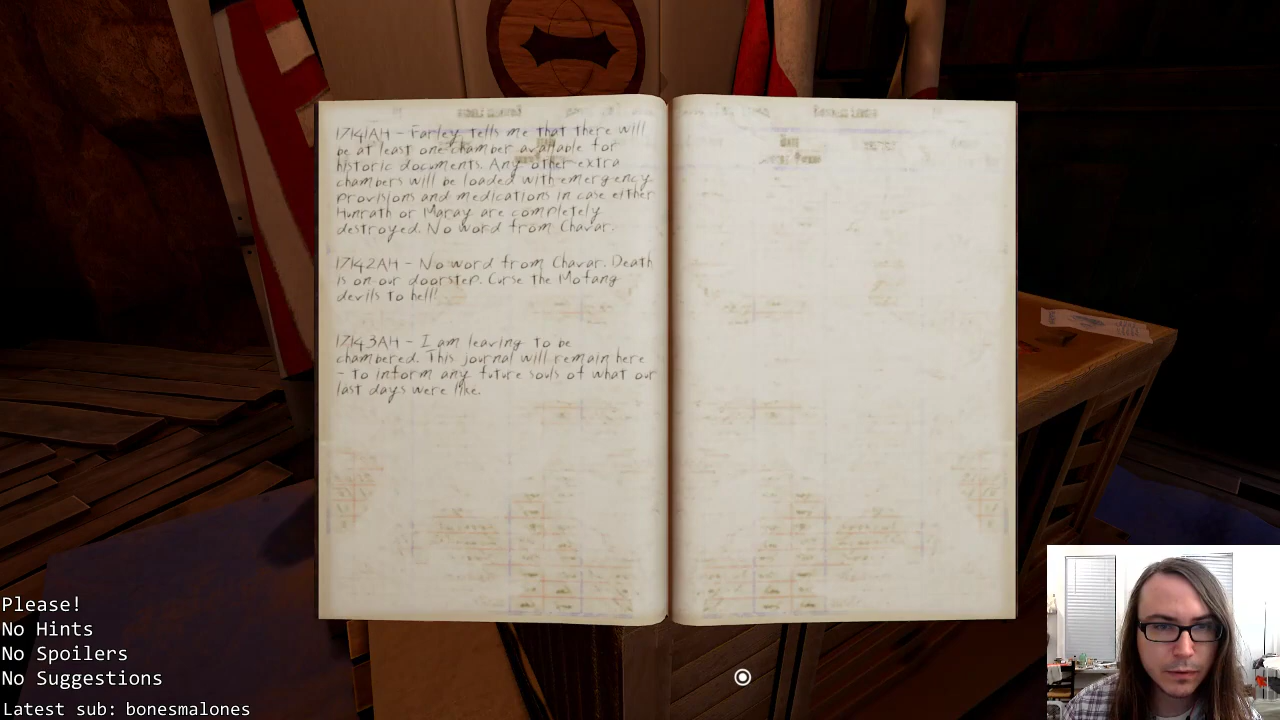 1741AH - Farley tells me that there will
be at least one chamber available for
historic documents. Any other extra
chambers will be loaded with emergency
provisions and medications in case either
Hunrath or Maray are completely
destroyed. No word from Chavar.
1742AH - No word from Chavar. Death
is on our doorstep. Curse the Mofang
devils to hell!
1743AH - I am leaving to be
chambered. This journal will remain here
- to inform any future souls of what our
last days were like.
Please!
No Hints
No Spoilers
No Suggestions
Latest sub: bonesmalones